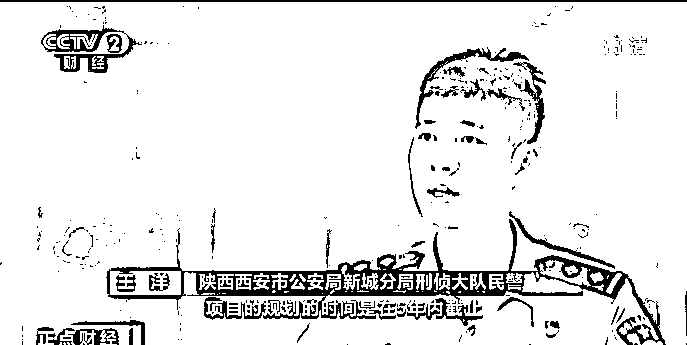 CCTV 2
财经
高清
王洋
陕西西安市公安局新城分局刑侦大队民警
项目的规划的时间是在5年内截止
正点财经